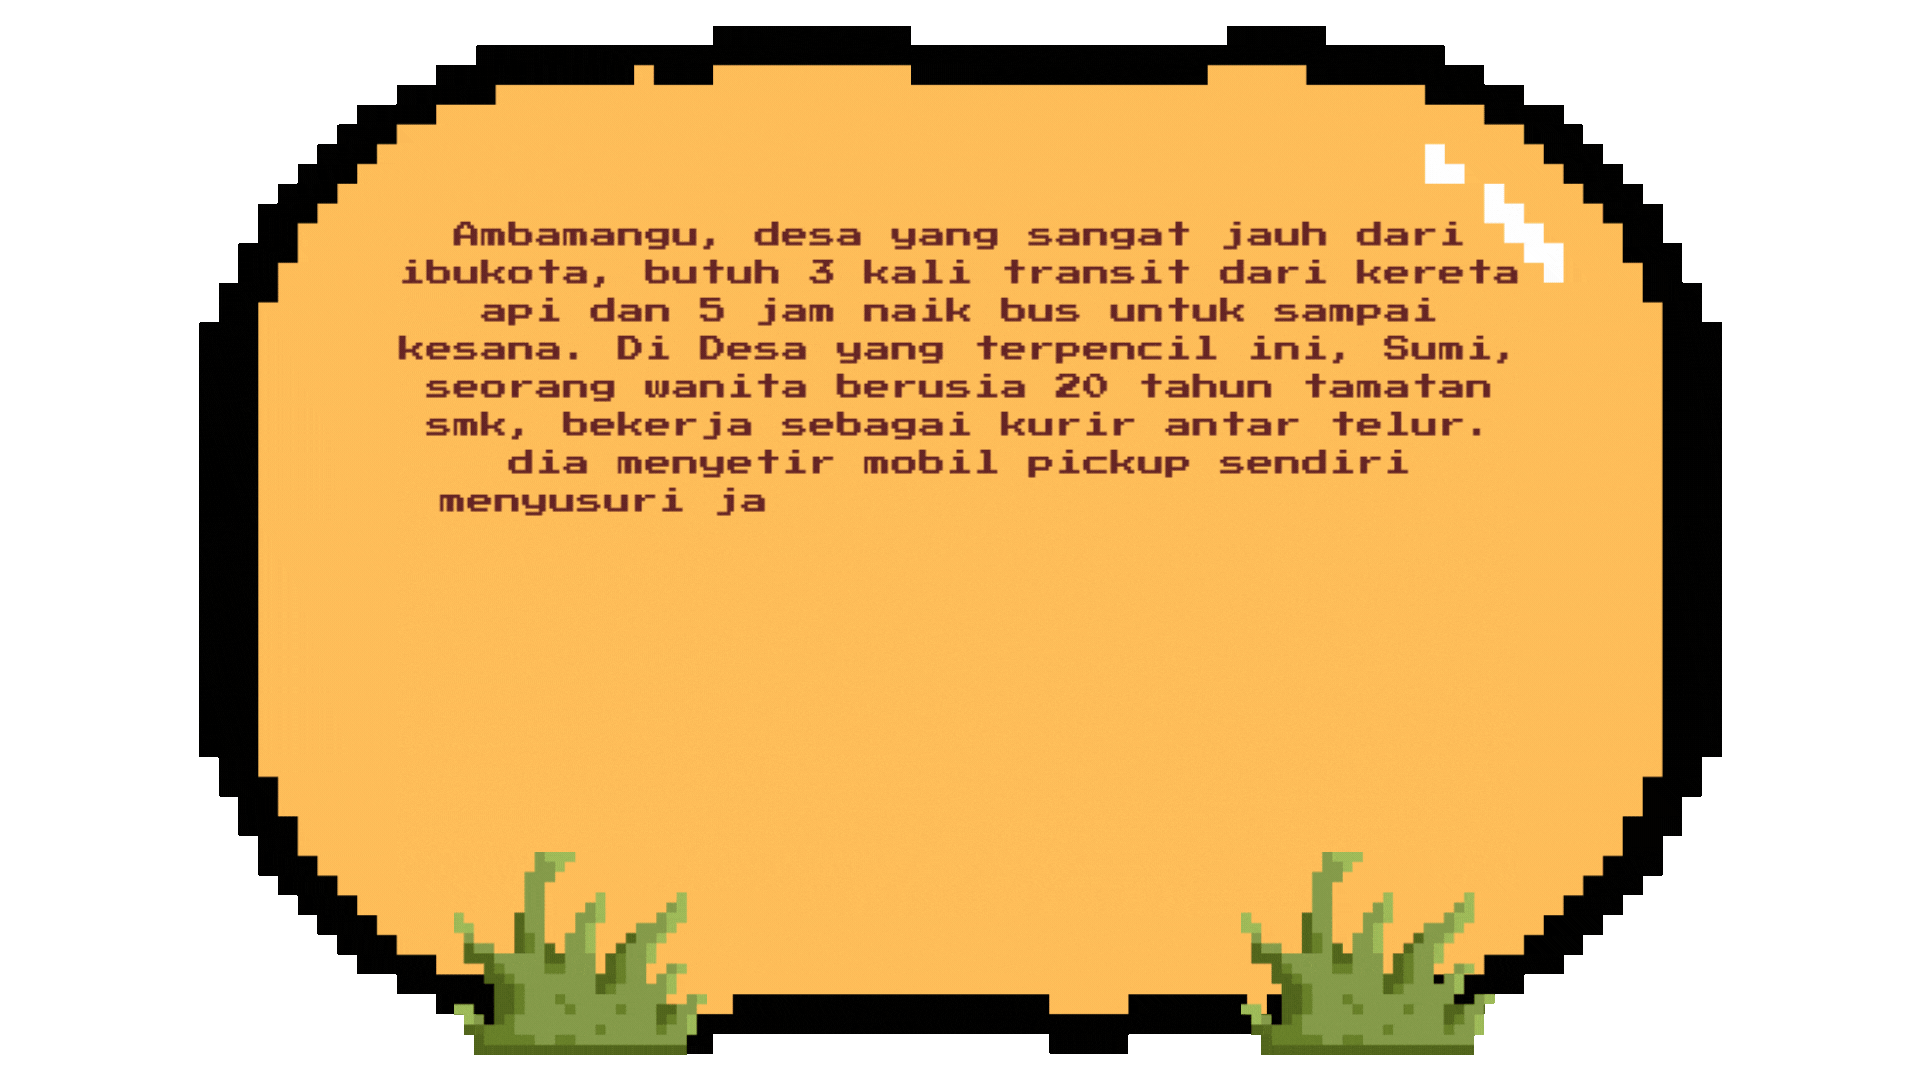 Ambamangu, desa yang sangat jauh dari
ibukota, butuh 3 kali transit dari kereta
api dan 5 jam naik bus untuk sampai
kesana. Di Desa yang terpencil ini, Sumi,
seorang wanita berusia 20 tahun tamatan
smk, bekerja sebagai kurir antar telur.
dia menyetir mobil pickup sendiri
menyusuri ja